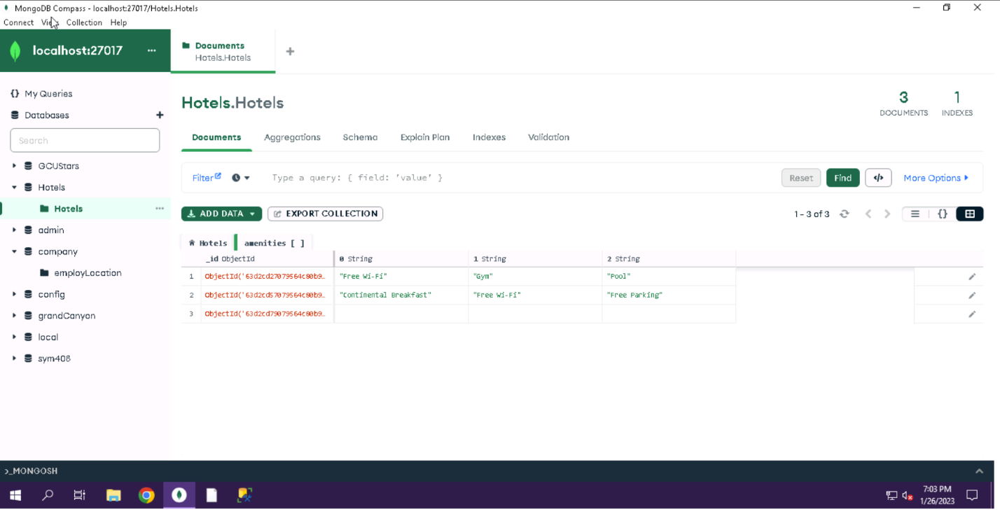 MongoDB Compass - localhost:27017/Hotels.Hotels
Connect View Collection Help
localhost:27017 ...
Documents
Hotels.Hotels
+
{} My Queries
Databases +
Search
GCUStars
Hotels
Hotels ...
admin
company
employLocation
config
grandCanyon
local
sym408
Hotels.Hotels
3
DOCUMENTS
1
INDEXES
Documents Aggregations Schema Explain Plan Indexes Validation
Filter Type a query: { field: 'value' } Reset Find </> More Options
ADD DATA EXPORT COLLECTION 1 - 3 of 3 {}
Hotels amenities [ ]
_id ObjectId 0 String 1 String 2 String
1 ObjectId('63d2cd27079564c80b9… "Free Wi-Fi" "Gym" "Pool"
2 ObjectId('63d2cd57079564c80b9… "Continental Breakfast" "Free Wi-Fi" "Free Parking"
3 ObjectId('63d2cd79079564c80b9…
>_MONGOSH
7:03 PM
1/26/2023